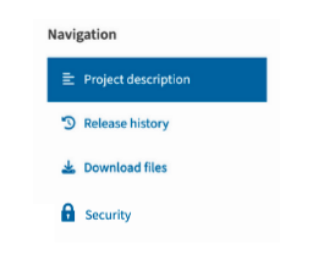 Navigation
Project description
Release history
Download files
Security